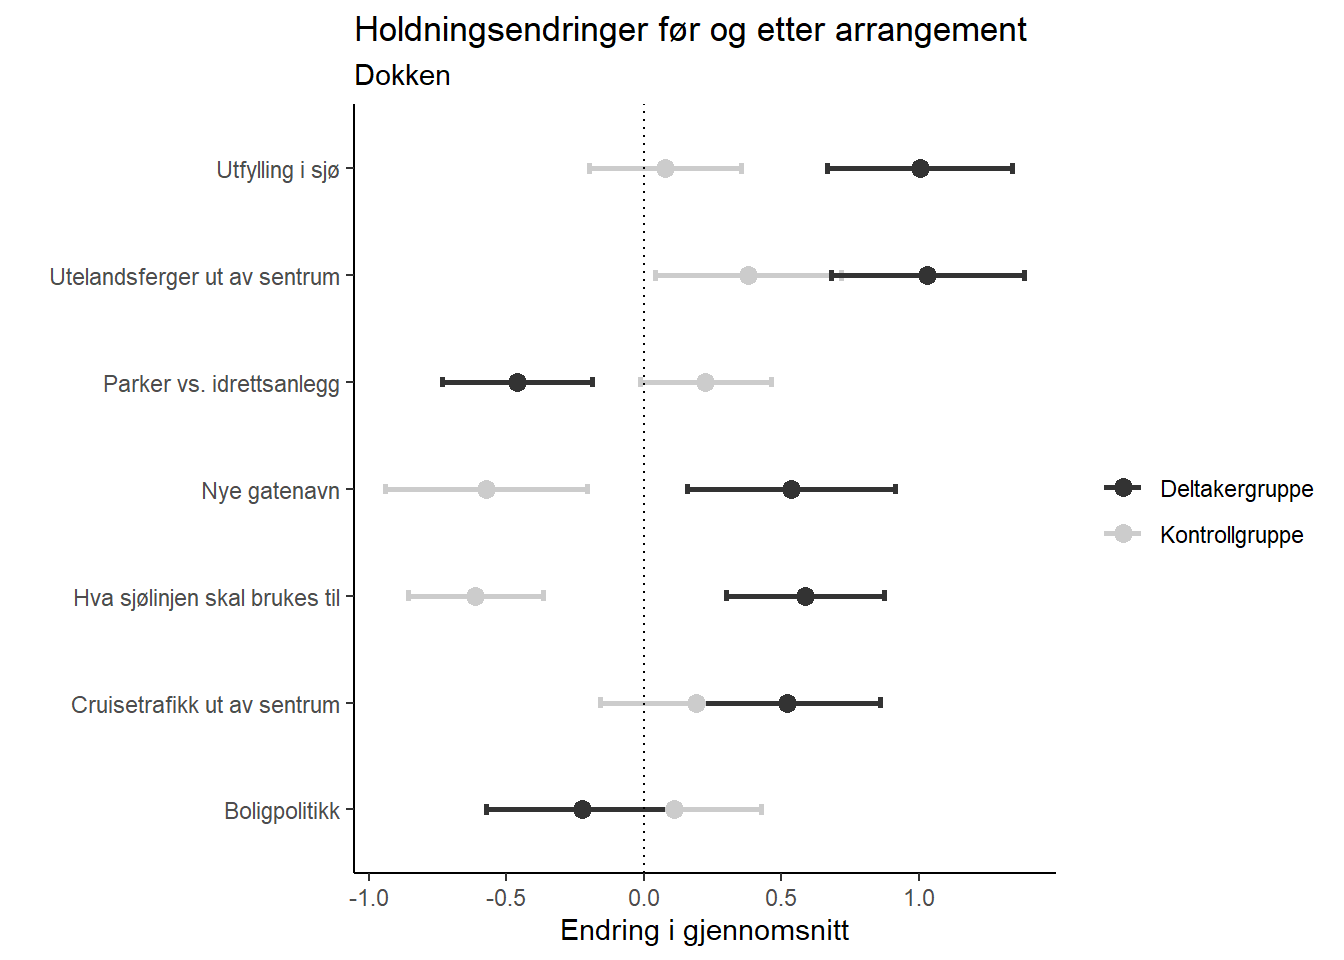 Holdningsendringer før og etter arrangement
Dokken
Utfylling i sjø
Utelandsferger ut av sentrum
Parker vs. idrettsanlegg
Nye gatenavn
Hva sjølinjen skal brukes til
Cruisetrafikk ut av sentrum
Boligpolitikk
-1.0 -0.5 0.0 0.5 1.0
Endring i gjennomsnitt
Deltakergruppe
Kontrollgruppe